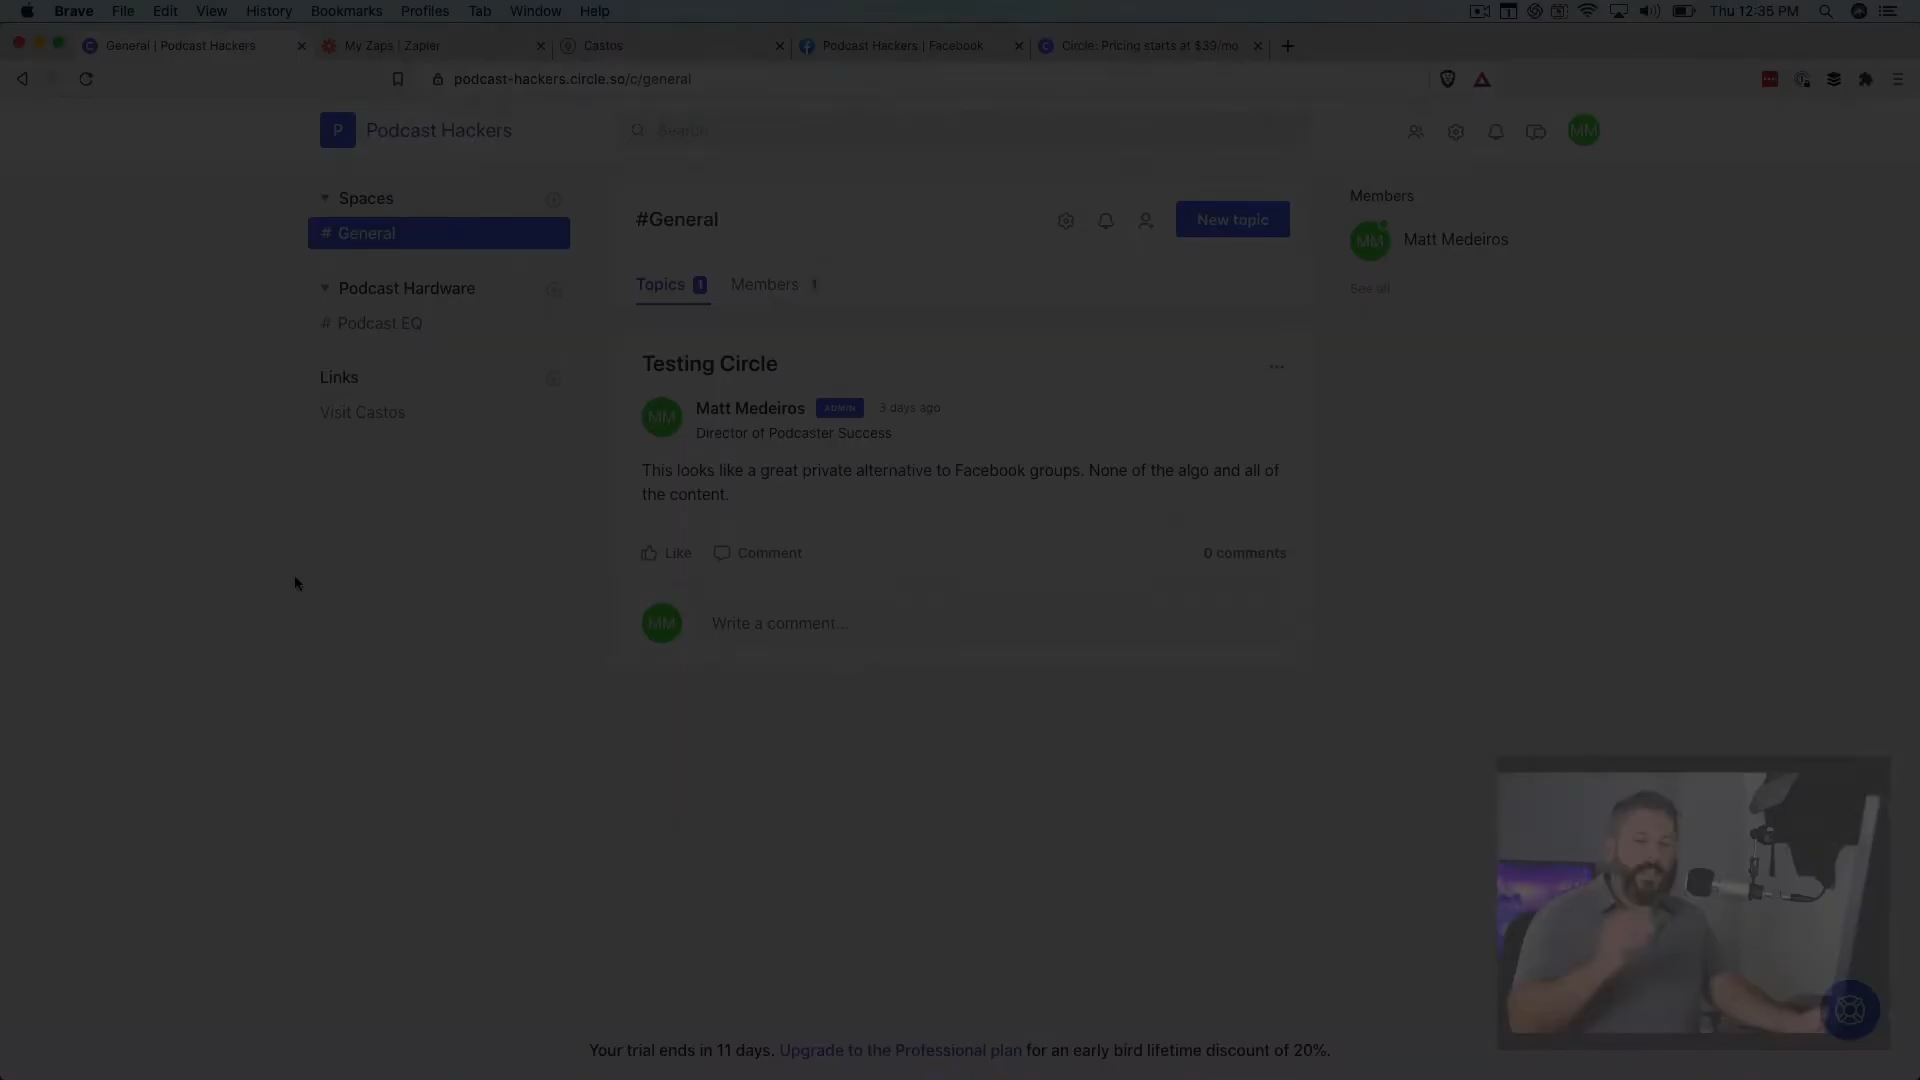 Brave File Edit View History Bookmarks Profiles Tab Window Help Thu 12:35 PM
General | Podcast Hackers My Zaps | Zapier Castos Podcast Hackers | Facebook Circle: Pricing starts at $39/mo
podcast-hackers.circle.so/c/general
P Podcast Hackers Search MM
Spaces
# General
Podcast Hardware
# Podcast EQ
Links
Visit Castos
#General New topic
Topics 1 Members 1
Testing Circle
MM Matt Medeiros ADMIN 3 days ago
Director of Podcaster Success
This looks like a great private alternative to Facebook groups. None of the algo and all of
the content.
Like Comment 0 comments
MM Write a comment...
Members
MM Matt Medeiros
See all
Your trial ends in 11 days. Upgrade to the Professional plan for an early bird lifetime discount of 20%.